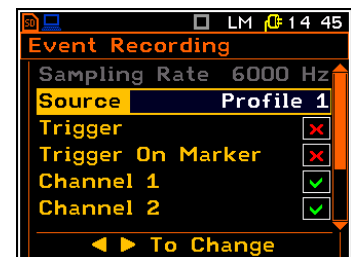 SD LM 14 45
Event Recording
Sampling Rate 6000 Hz
Source Profile 1
Trigger
Trigger On Marker
Channel 1
Channel 2
To Change